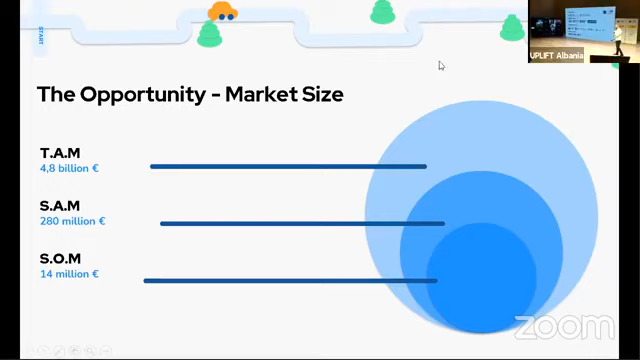 START
UPLIFT Albania
The Opportunity - Market Size
T.A.M
4,8 billion €
S.A.M
280 million €
S.O.M
14 million €
zoom